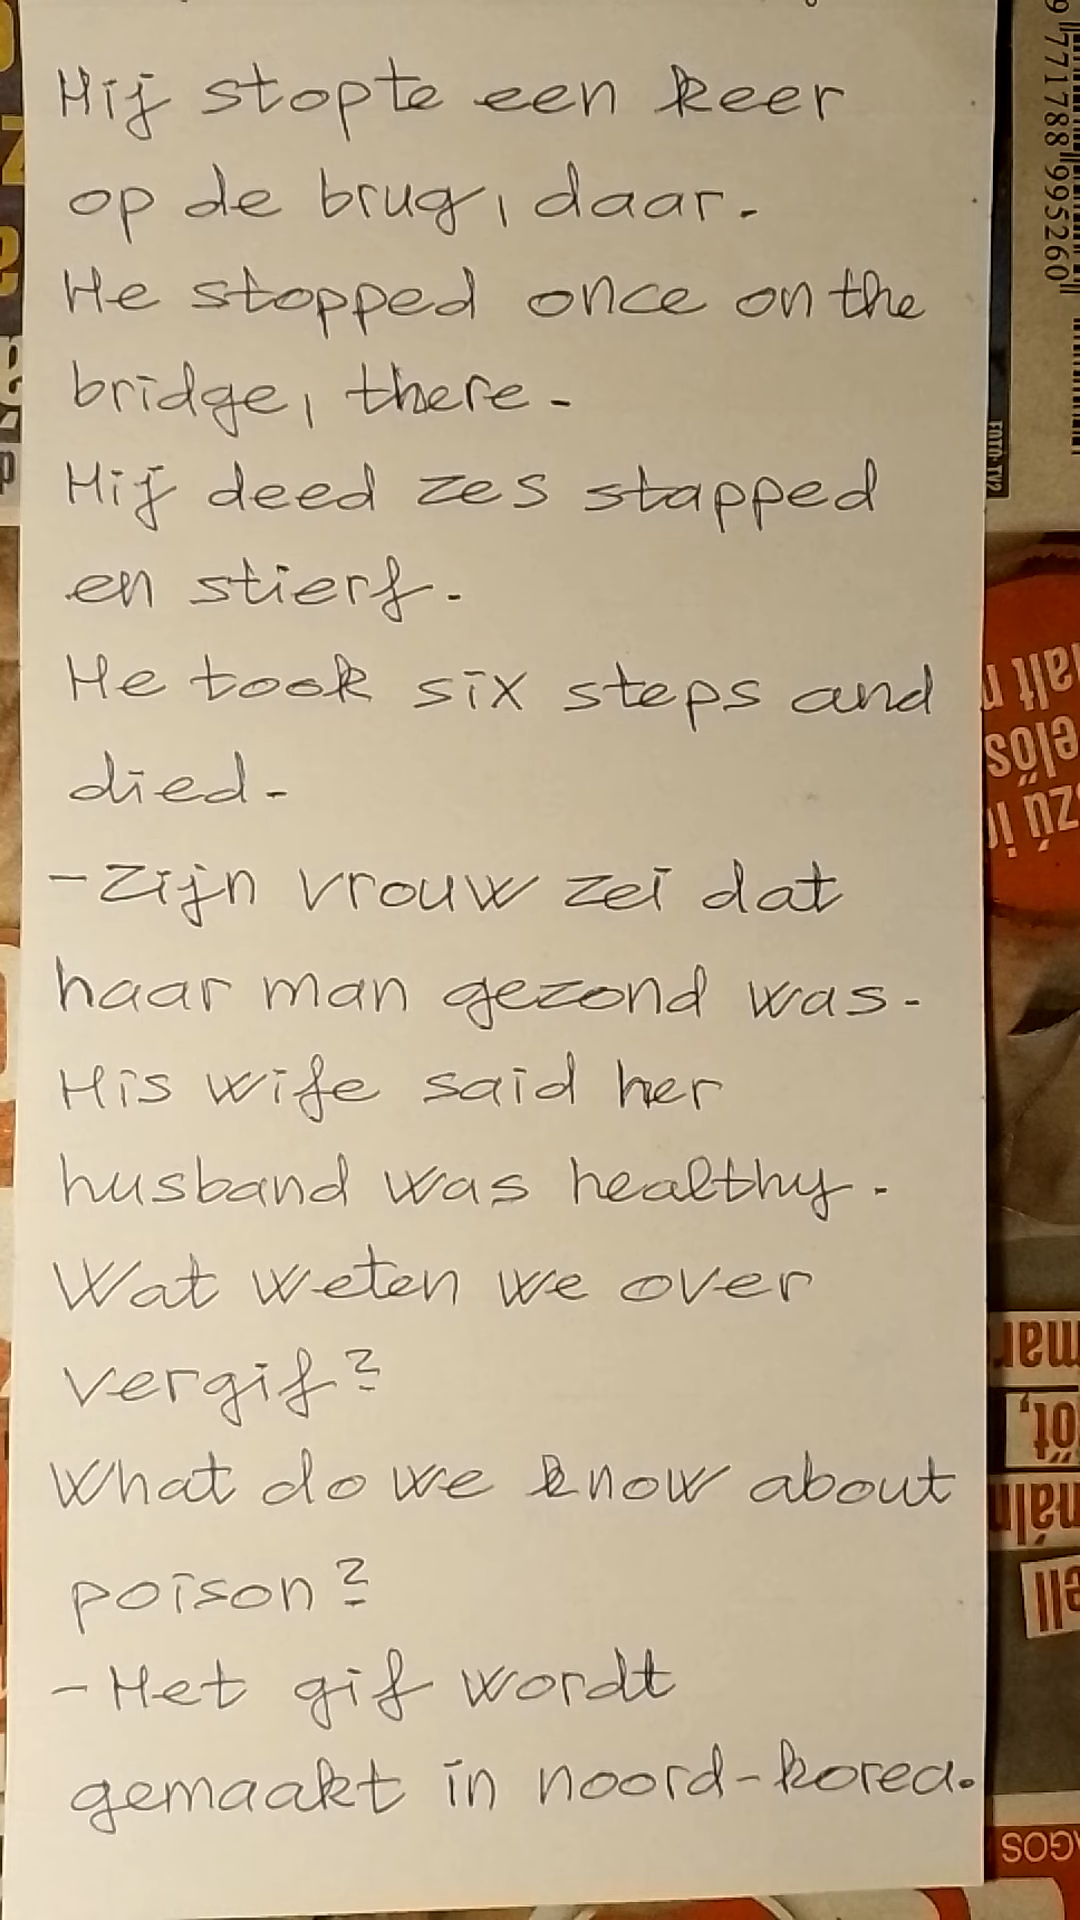 Hij stopte een keer
op de brug, daar.
He stopped once on the
bridge, there.
Hij deed zes stapped
en stierf.
He took six steps and
died.
- Zijn vrouw zei dat
haar man gezond was.
His wife said her
husband was healthy.
Wat weten we over
vergif?
What do we know about
poison?
- Het gif wordt
gemaakt in noord-korea.
9 771788 995260
FOTÓ: TV2